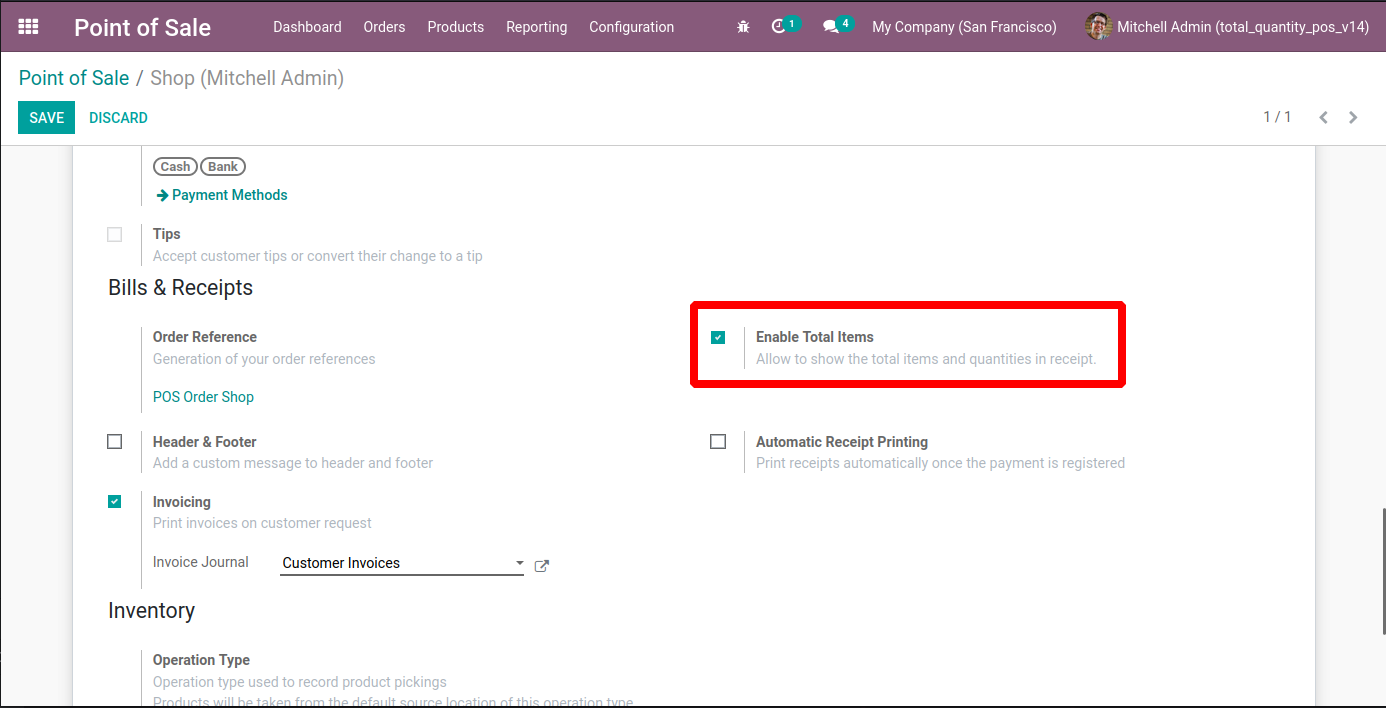 Point of Sale Dashboard Orders Products Reporting Configuration 1 4 My Company (San Francisco) Mitchell Admin (total_quantity_pos_v14)
Point of Sale / Shop (Mitchell Admin)
SAVE DISCARD 1 / 1
Cash Bank
Payment Methods
Tips
Accept customer tips or convert their change to a tip
Bills & Receipts
Order Reference
Generation of your order references
POS Order Shop
Enable Total Items
Allow to show the total items and quantities in receipt.
Header & Footer
Add a custom message to header and footer
Automatic Receipt Printing
Print receipts automatically once the payment is registered
Invoicing
Print invoices on customer request
Invoice Journal Customer Invoices
Inventory
Operation Type
Operation type used to record product pickings
Products will be taken from the default source location of this operation type